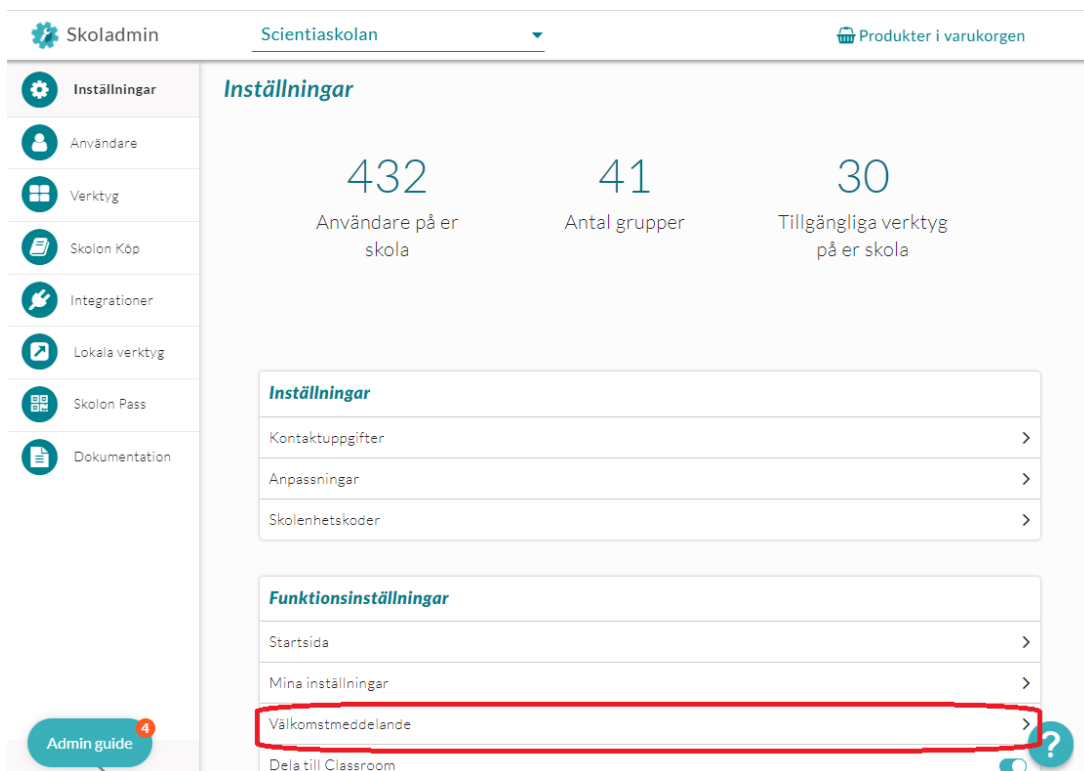 Skoladmin
Scientiaskolan
Produkter i varukorgen
Inställningar
Användare
Verktyg
Skolon Köp
Integrationer
Lokala verktyg
Skolon Pass
Dokumentation
Inställningar
432
Användare på er
skola
41
Antal grupper
30
Tillgängliga verktyg
på er skola
Inställningar
Kontaktuppgifter
Anpassningar
Skolenhetskoder
Funktionsinställningar
Startsida
Mina inställningar
Välkomstmeddelande
Dela till Classroom
Admin guide
4
?